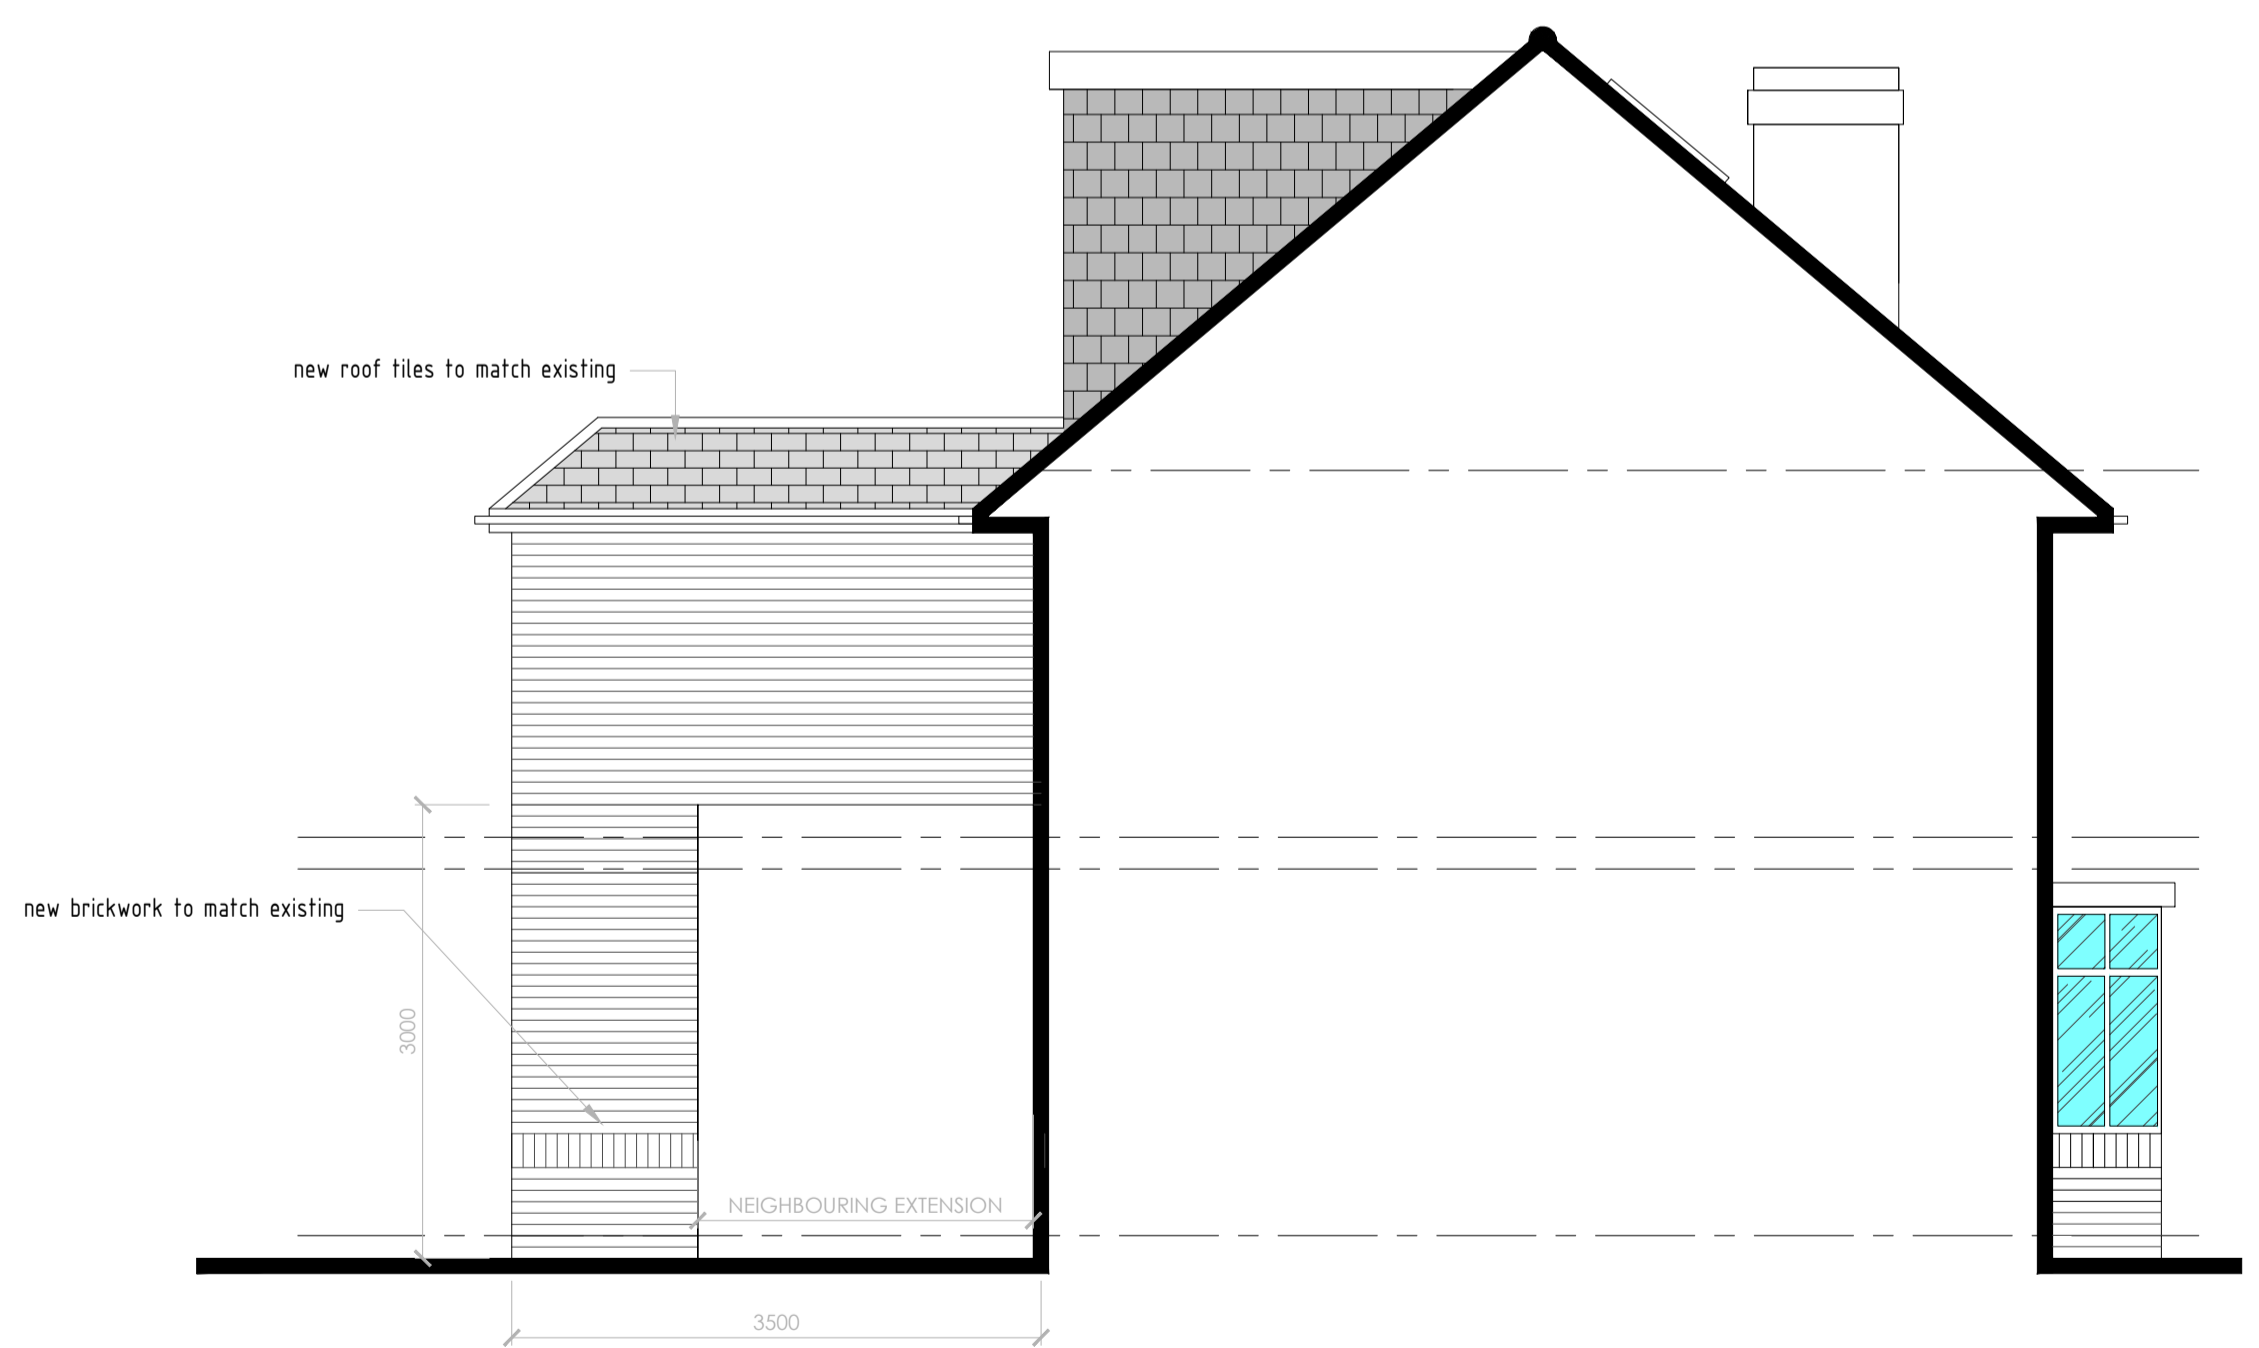 new roof tiles to match existing
new brickwork to match existing
3000
NEIGHBOURING EXTENSION
3500